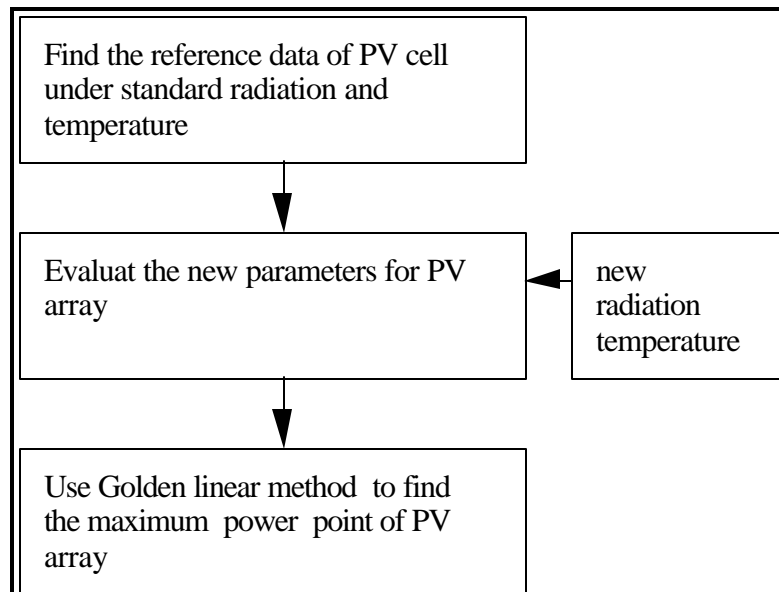 Find the reference data of PV cell
under standard radiation and
temperature
Evaluat the new parameters for PV
array
new
radiation
temperature
Use Golden linear method to find
the maximum power point of PV
array